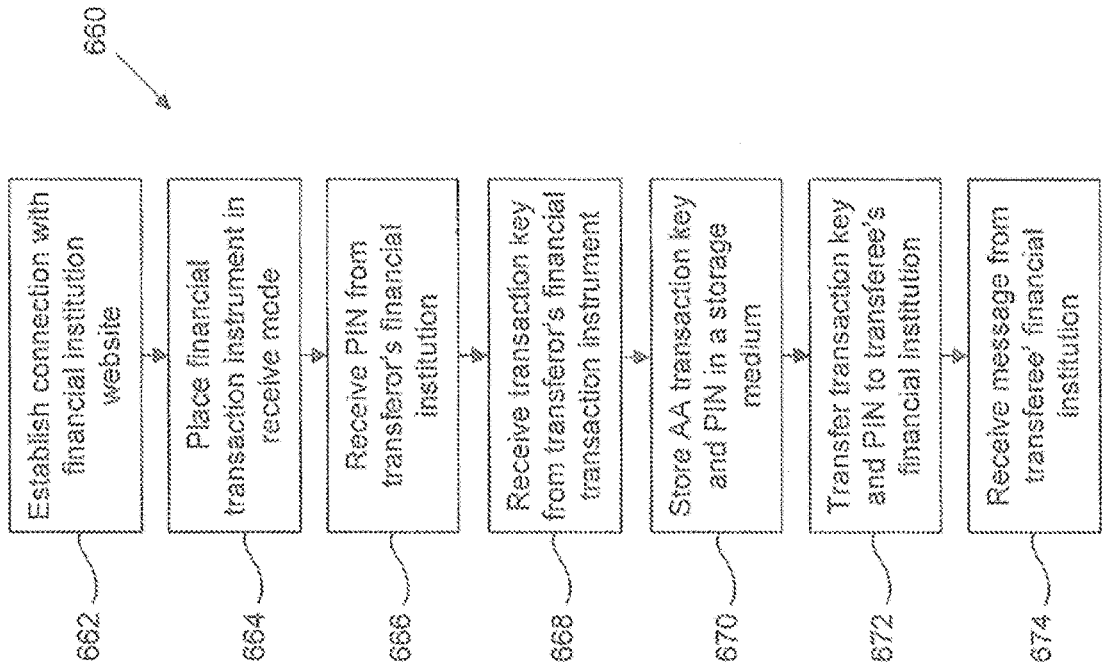 660
Establish connection with
financial institution
website
662
Place financial
transaction instrument in
receive mode
664
Receive PIN from
transferor's financial
institution
666
Receive transaction key
from transferor's financial
transaction instrument
668
Store AA transaction key
and PIN in a storage
medium
670
Transfer transaction key
and PIN to transferee's
financial institution
672
Receive message from
transferee' financial
institution
674